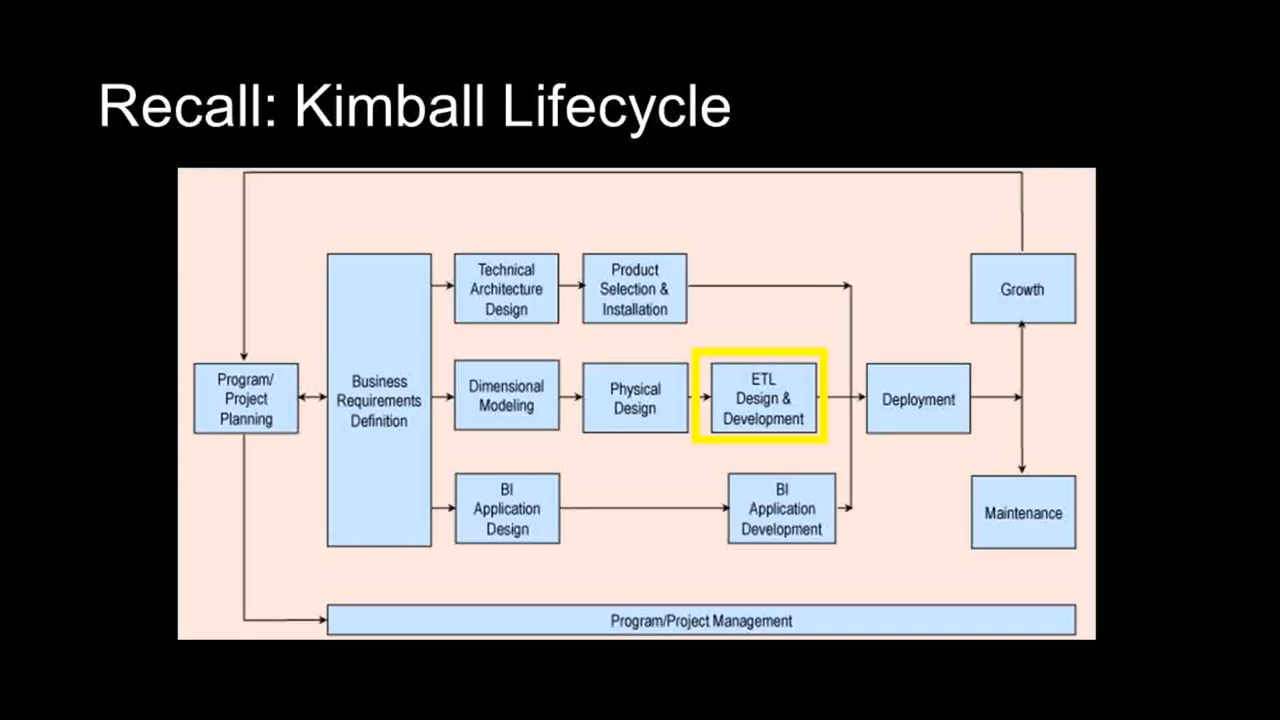 Recall: Kimball Lifecycle
Technical
Architecture
Design
Product
Selection &
Installation
Growth
Program/
Project
Planning
Business
Requirements
Definition
Dimensional
Modeling
Physical
Design
ETL
Design &
Development
Deployment
BI
Application
Design
BI
Application
Development
Maintenance
Program/Project Management